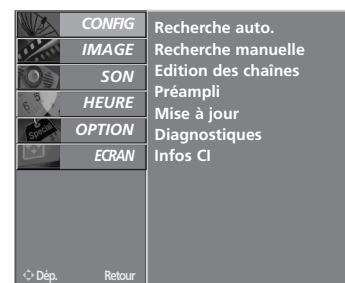 CONFIG
IMAGE
SON
HEURE
OPTION
ECRAN
Recherche auto.
Recherche manuelle
Edition des chaînes
Préampli
Mise à jour
Diagnostiques
Infos CI
Special
Dép. Retour